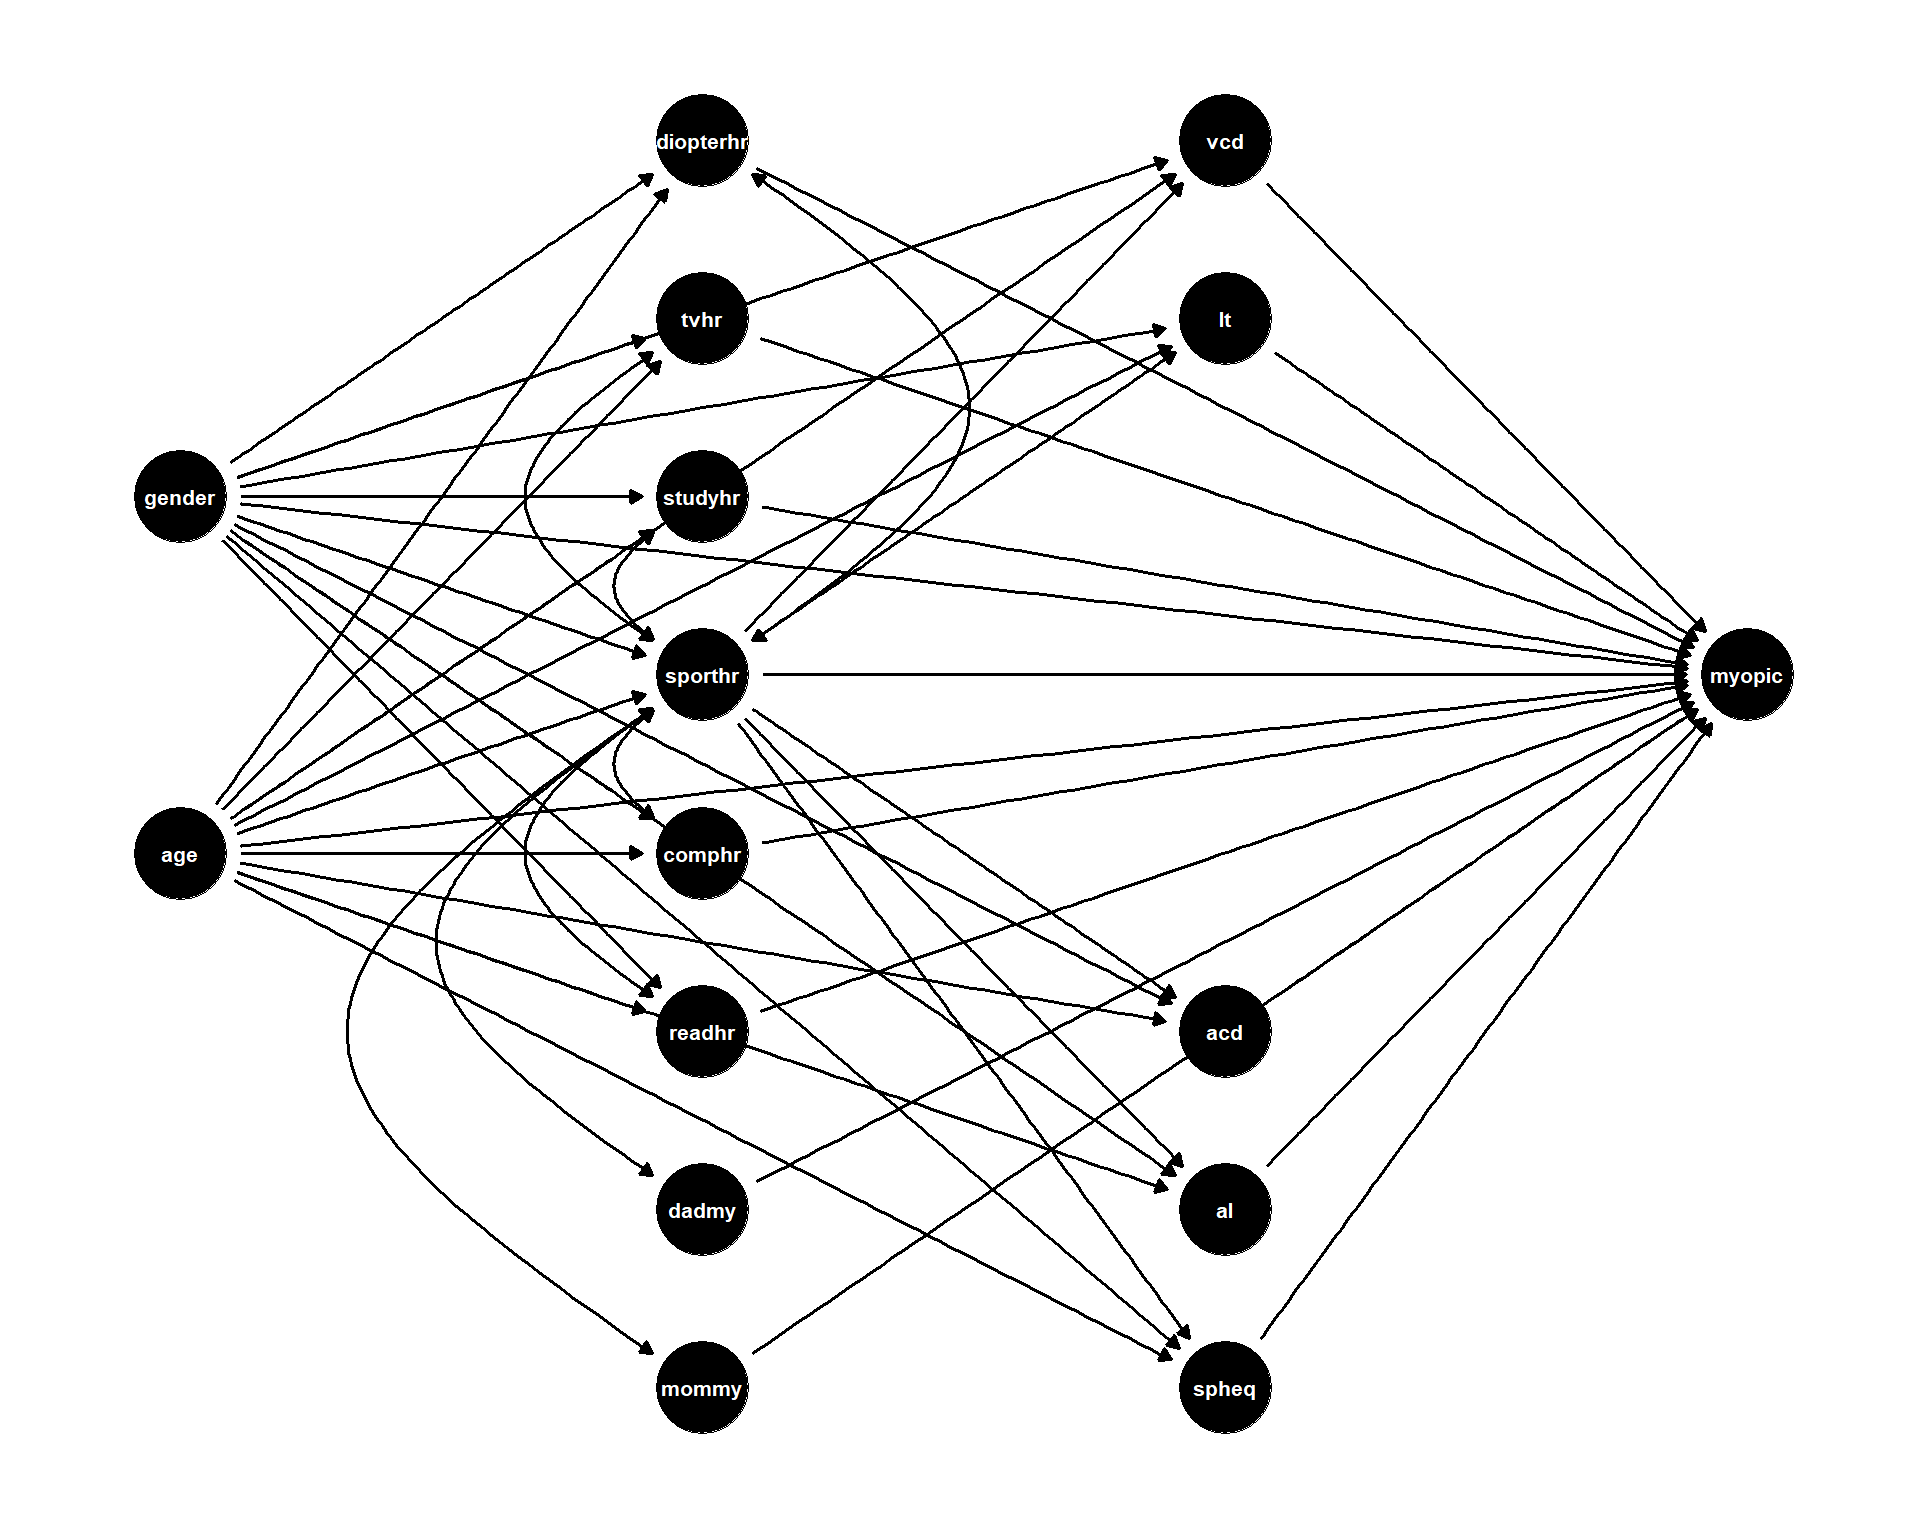 diopterhr
vcd
tvhr
lt
gender
studyhr
sporthr
myopic
age
comphr
readhr
acd
dadmy
al
mommy
spheq